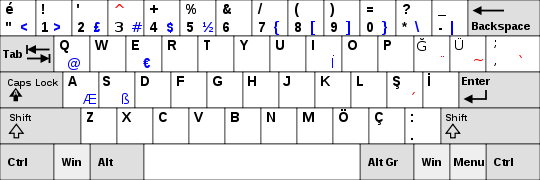 é ! ' ^ + % & / ( ) = ? _
" < 1 > 2 £ 3 # 4 $ 5 ½ 6 7 { 8 [ 9 ] 0 } * \ - | Backspace
Tab Q W E R T Y U I O P Ğ Ü ;
@ € İ ¨ ~ , `
Caps Lock A S D F G H J K L Ş İ Enter
Æ ß ´
Shift Z X C V B N M Ö Ç : Shift
.
Ctrl Win Alt Alt Gr Win Menu Ctrl